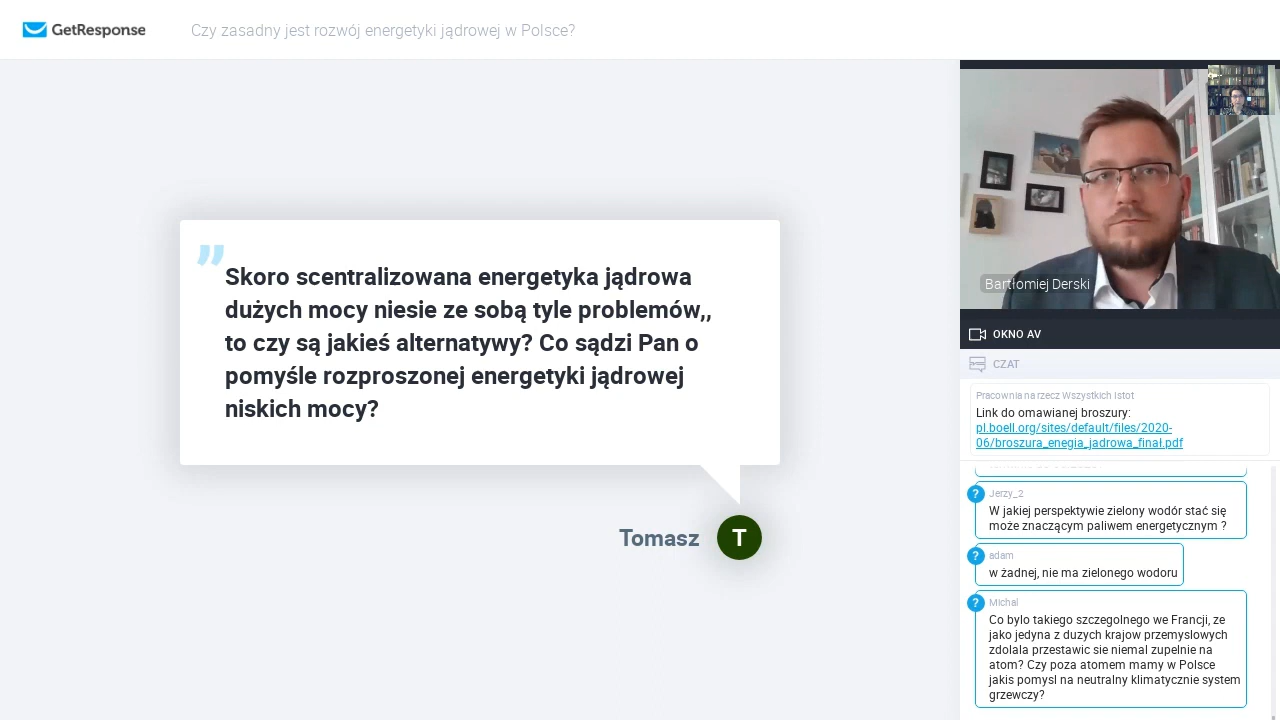 GetResponse
Czy zasadny jest rozwój energetyki jądrowej w Polsce?
Skoro scentralizowana energetyka jądrowa
dużych mocy niesie ze sobą tyle problemów,,
to czy są jakieś alternatywy? Co sądzi Pan o
pomyśle rozproszonej energetyki jądrowej
niskich mocy?
Tomasz
T
Bartłomiej Derski
OKNO AV
CZAT
Pracownia na rzecz Wszystkich Istot
Link do omawianej broszury:
pl.boell.org/sites/default/files/2020-
06/broszura_enegia_jadrowa_finał.pdf
?
Jerzy_2
W jakiej perspektywie zielony wodór stać się
może znaczącym paliwem energetycznym ?
?
adam
w żadnej, nie ma zielonego wodoru
?
Michal
Co bylo takiego szczegolnego we Francji, ze
jako jedyna z duzych krajow przemyslowych
zdolala przestawic sie niemal zupelnie na
atom? Czy poza atomem mamy w Polsce
jakis pomysl na neutralny klimatycznie system
grzewczy?